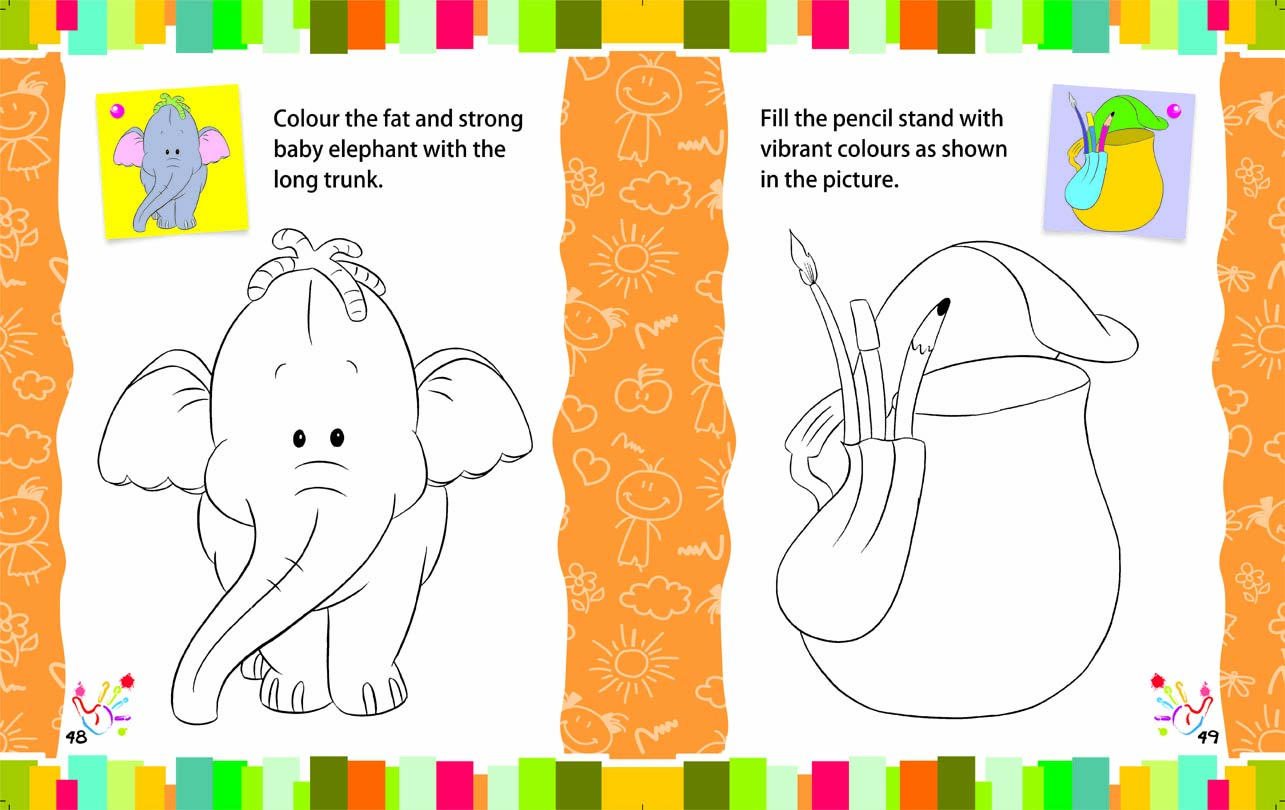 Colour the fat and strong
baby elephant with the
long trunk.
48
Fill the pencil stand with
vibrant colours as shown
in the picture.
49